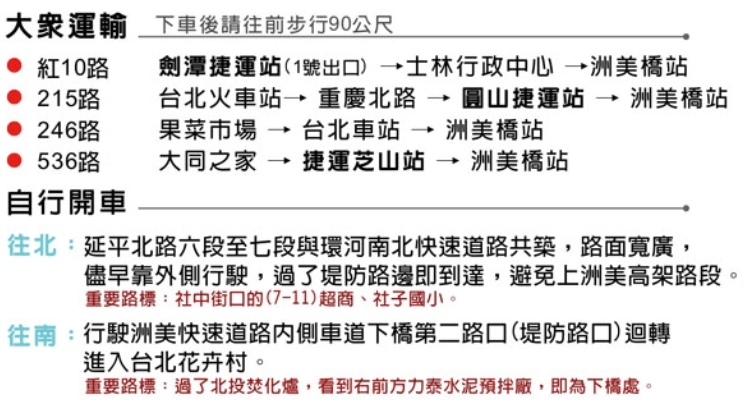 大眾運輸 下車後請往前步行90公尺
紅10路 劍潭捷運站(1號出口) →士林行政中心 →洲美橋站
215路 台北火車站→ 重慶北路 → 圓山捷運站 → 洲美橋站
246路 果菜市場 → 台北車站 → 洲美橋站
536路 大同之家 → 捷運芝山站 → 洲美橋站
自行開車
往北：延平北路六段至七段與環河南北快速道路共築，路面寬廣，
儘早靠外側行駛，過了堤防路邊即到達，避免上洲美高架路段。
重要路標：社中街口的(7-11)超商、社子國小。
往南：行駛洲美快速道路內側車道下橋第二路口(堤防路口)迴轉
進入台北花卉村。
重要路標：過了北投焚化爐，看到右前方力泰水泥預拌廠，即為下橋處。